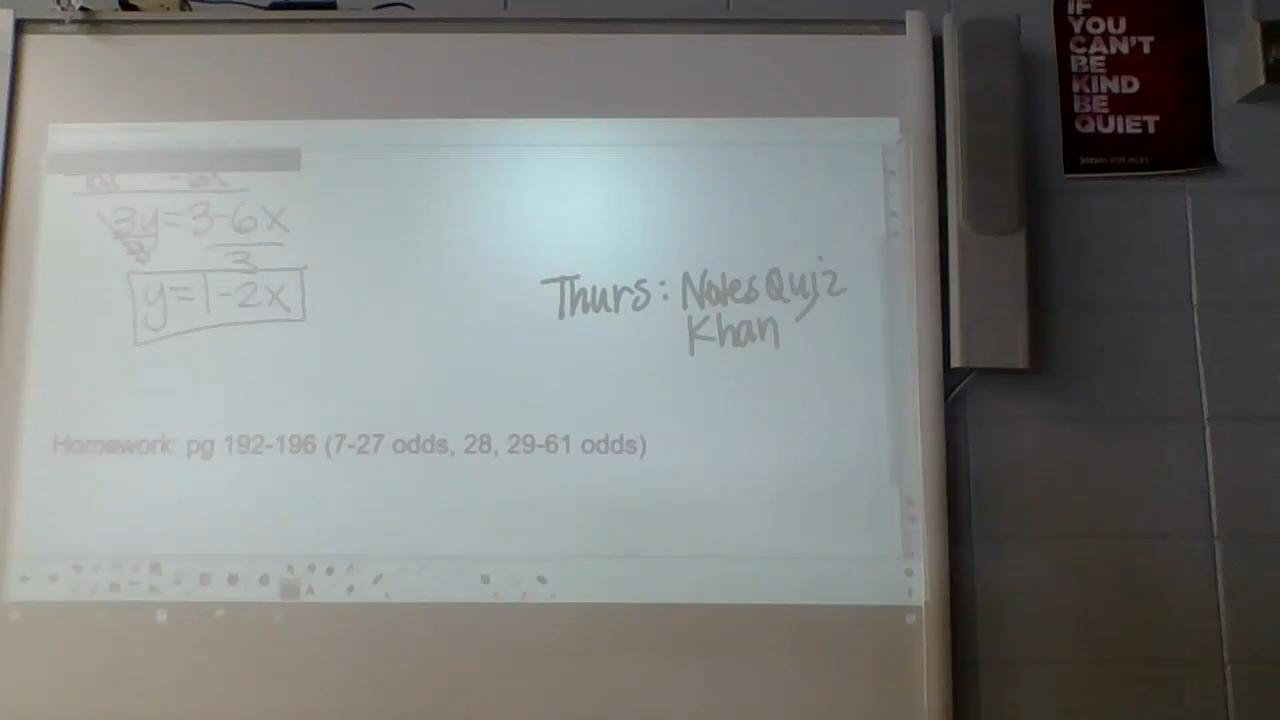 3y = 3-6x
3
3
y= 1-2x
Thurs: Notes Quiz
Khan
Homework: pg 192-196 (7-27 odds, 28, 29-61 odds)
IF
YOU
CAN'T
BE
KIND
BE
QUIET